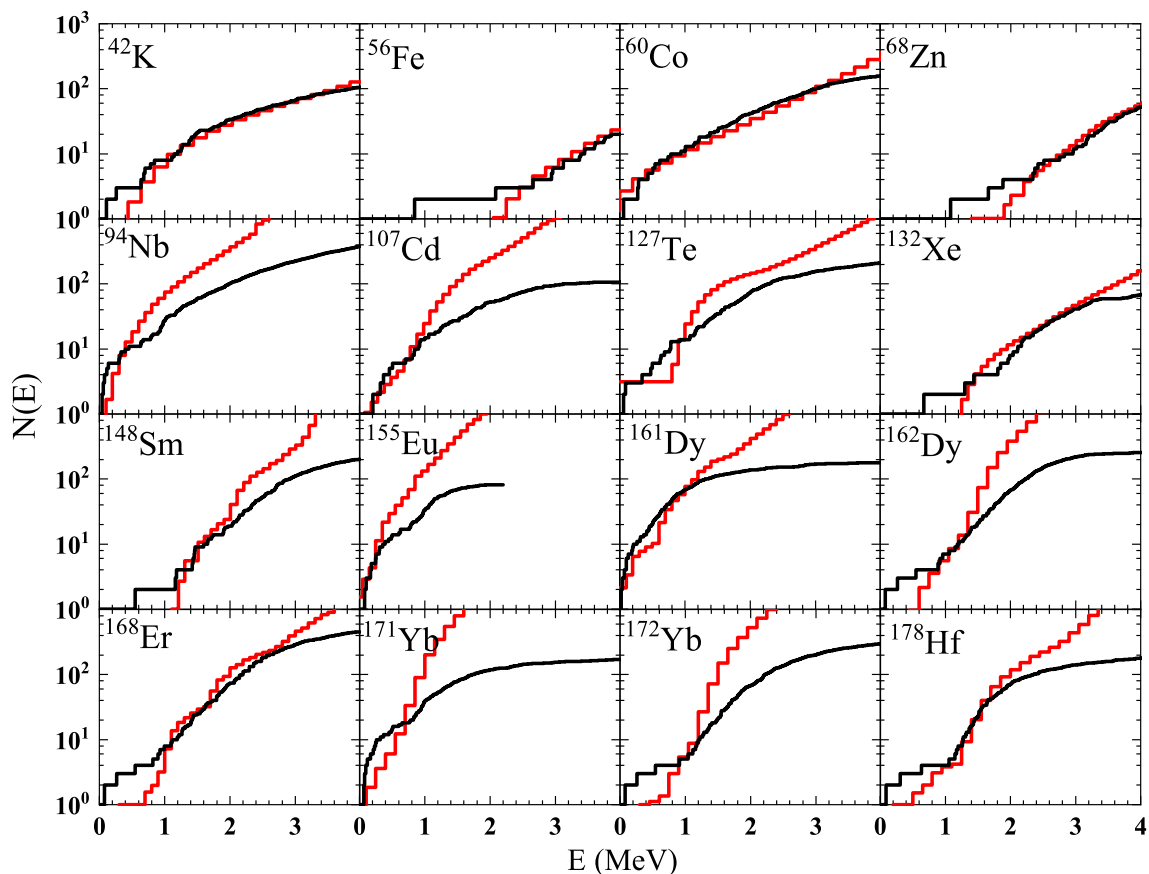 10³ ⁴²K ⁵⁶Fe ⁶⁰Co ⁶⁸Zn
10²
10¹
10⁰
⁹⁴Nb ¹⁰⁷Cd ¹²⁷Te ¹³²Xe
10²
10¹
10⁰
¹⁴⁸Sm ¹⁵⁵Eu ¹⁶¹Dy ¹⁶²Dy
10²
10¹
10⁰
¹⁶⁸Er ¹⁷¹Yb ¹⁷²Yb ¹⁷⁸Hf
10²
10¹
10⁰
0 1 2 3 0 1 2 3 0 1 2 3 0 1 2 3 4
N(E)
E (MeV)